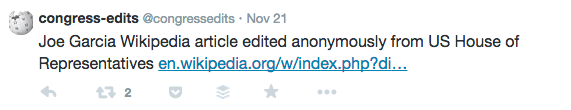 congress-edits @congressedits · Nov 21
Joe Garcia Wikipedia article edited anonymously from US House of
Representatives en.wikipedia.org/w/index.php?di...
2